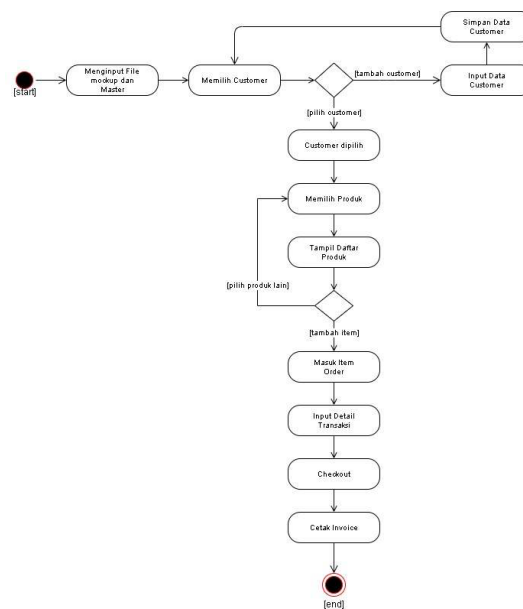 Simpan Data
Customer
[start]
Menginput File
mookup dan
Master
Memilih Customer
[tambah customer]
Input Data
Customer
[pilih customer]
Customer dipilih
Memilih Produk
Tampil Daftar
Produk
[pilih produk lain]
[tambah item]
Masuk Item
Order
Input Detail
Transaksi
Checkout
Cetak Invoice
[end]